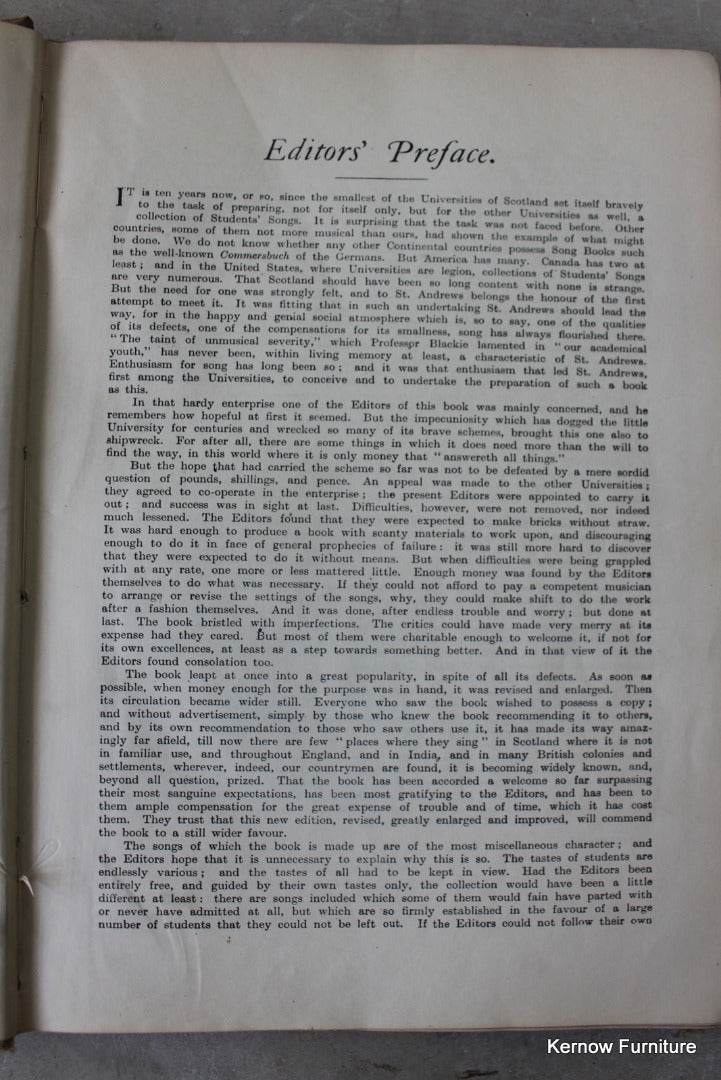 Editors' Preface.
IT is ten years now, or so, since the smallest of the Universities of Scotland set itself bravely
to the task of preparing, not for itself only, but for the other Universities as well, a
collection of Students' Songs. It is surprising that the task was not faced before. Other
countries, some of them not more musical than ours, had shown the example of what might
be done. We do not know whether any other Continental countries possess Song Books such
as the well-known Commersbuch of the Germans. But America has many. Canada has two at
least; and in the United States, where Universities are legion, collections of Students' Songs
are very numerous. That Scotland should have been so long content with none is strange.
But the need for one was strongly felt, and to St. Andrews belongs the honour of the first
attempt to meet it. It was fitting that in such an undertaking St. Andrews should lead the
way, for in the happy and genial social atmosphere which is, so to say, one of the qualities
of its defects, one of the compensations for its smallness, song has always flourished there.
"The taint of unmusical severity," which Professor Blackie lamented in "our academical
youth," has never been, within living memory at least, a characteristic of St. Andrews.
Enthusiasm for song has long been so; and it was that enthusiasm that led St. Andrews,
first among the Universities, to conceive and to undertake the preparation of such a book
as this.
In that hardy enterprise one of the Editors of this book was mainly concerned, and he
remembers how hopeful at first it seemed. But the impecuniosity which has dogged the little
University for centuries and wrecked so many of its brave schemes, brought this one also to
shipwreck. For after all, there are some things in which it does need more than the will to
find the way, in this world where it is only money that "answereth all things."
But the hope that had carried the scheme so far was not to be defeated by a mere sordid
question of pounds, shillings, and pence. An appeal was made to the other Universities;
they agreed to co-operate in the enterprise; the present Editors were appointed to carry it
out; and success was in sight at last. Difficulties, however, were not removed, nor indeed
much lessened. The Editors found that they were expected to make bricks without straw.
It was hard enough to produce a book with scanty materials to work upon, and discouraging
enough to do it in face of general prophecies of failure: it was still more hard to discover
that they were expected to do it without means. But when difficulties were being grappled
with at any rate, one more or less mattered little. Enough money was found by the Editors
themselves to do what was necessary. If they could not afford to pay a competent musician
to arrange or revise the settings of the songs, why, they could make shift to do the work
after a fashion themselves. And it was done, after endless trouble and worry; but done at
last. The book bristled with imperfections. The critics could have made very merry at its
expense had they cared. But most of them were charitable enough to welcome it, if not for
its own excellences, at least as a step towards something better. And in that view of it the
Editors found consolation too.
The book leapt at once into a great popularity, in spite of all its defects. As soon as
possible, when money enough for the purpose was in hand, it was revised and enlarged. Then
its circulation became wider still. Everyone who saw the book wished to possess a copy;
and without advertisement, simply by those who knew the book recommending it to others,
and by its own recommendation to those who saw others use it, it has made its way amaz-
ingly far afield, till now there are few "places where they sing" in Scotland where it is not
in familiar use, and throughout England, and in India, and in many British colonies and
settlements, wherever, indeed, our countrymen are found, it is becoming widely known, and,
beyond all question, prized. That the book has been accorded a welcome so far surpassing
their most sanguine expectations, has been most gratifying to the Editors, and has been to
them ample compensation for the great expense of trouble and of time, which it has cost
them. They trust that this new edition, revised, greatly enlarged and improved, will commend
the book to a still wider favour.
The songs of which the book is made up are of the most miscellaneous character; and
the Editors hope that it is unnecessary to explain why this is so. The tastes of students are
endlessly various; and the tastes of all had to be kept in view. Had the Editors been
entirely free, and guided by their own tastes only, the collection would have been a little
different at least: there are songs included which some of them would fain have parted with
or never have admitted at all, but which are so firmly established in the favour of a large
number of students that they could not be left out. If the Editors could not follow their own
Kernow Furniture